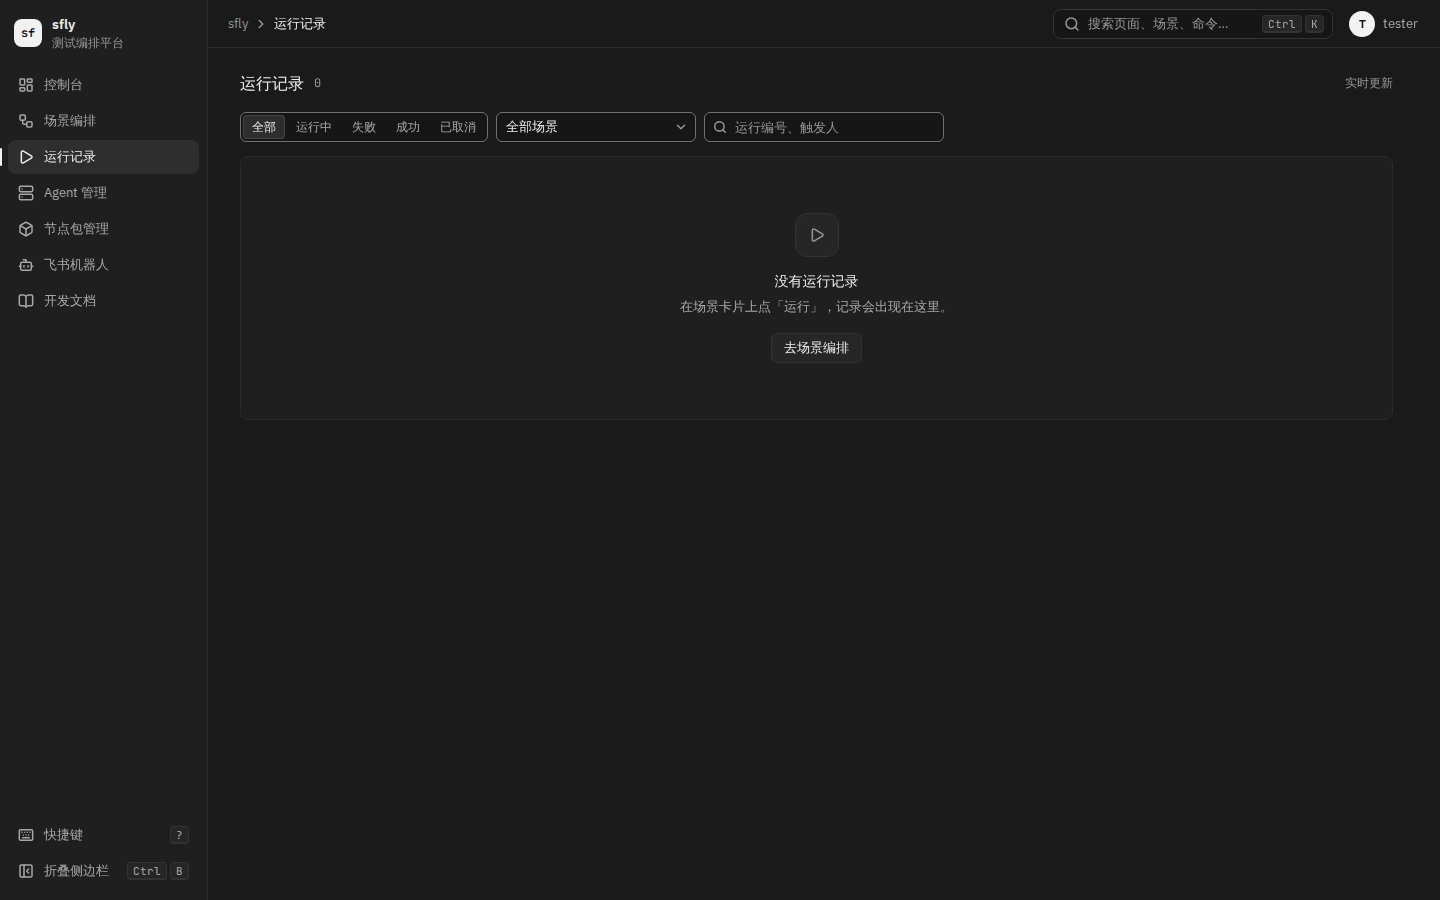 sf
sfly
测试编排平台
控制台
场景编排
运行记录
Agent 管理
节点包管理
飞书机器人
开发文档
快捷键 ?
折叠侧边栏 Ctrl B
sfly 运行记录
搜索页面、场景、命令... Ctrl K
T tester
运行记录 0
实时更新
全部 运行中 失败 成功 已取消
全部场景
运行编号、触发人
没有运行记录
在场景卡片上点「运行」，记录会出现在这里。
去场景编排